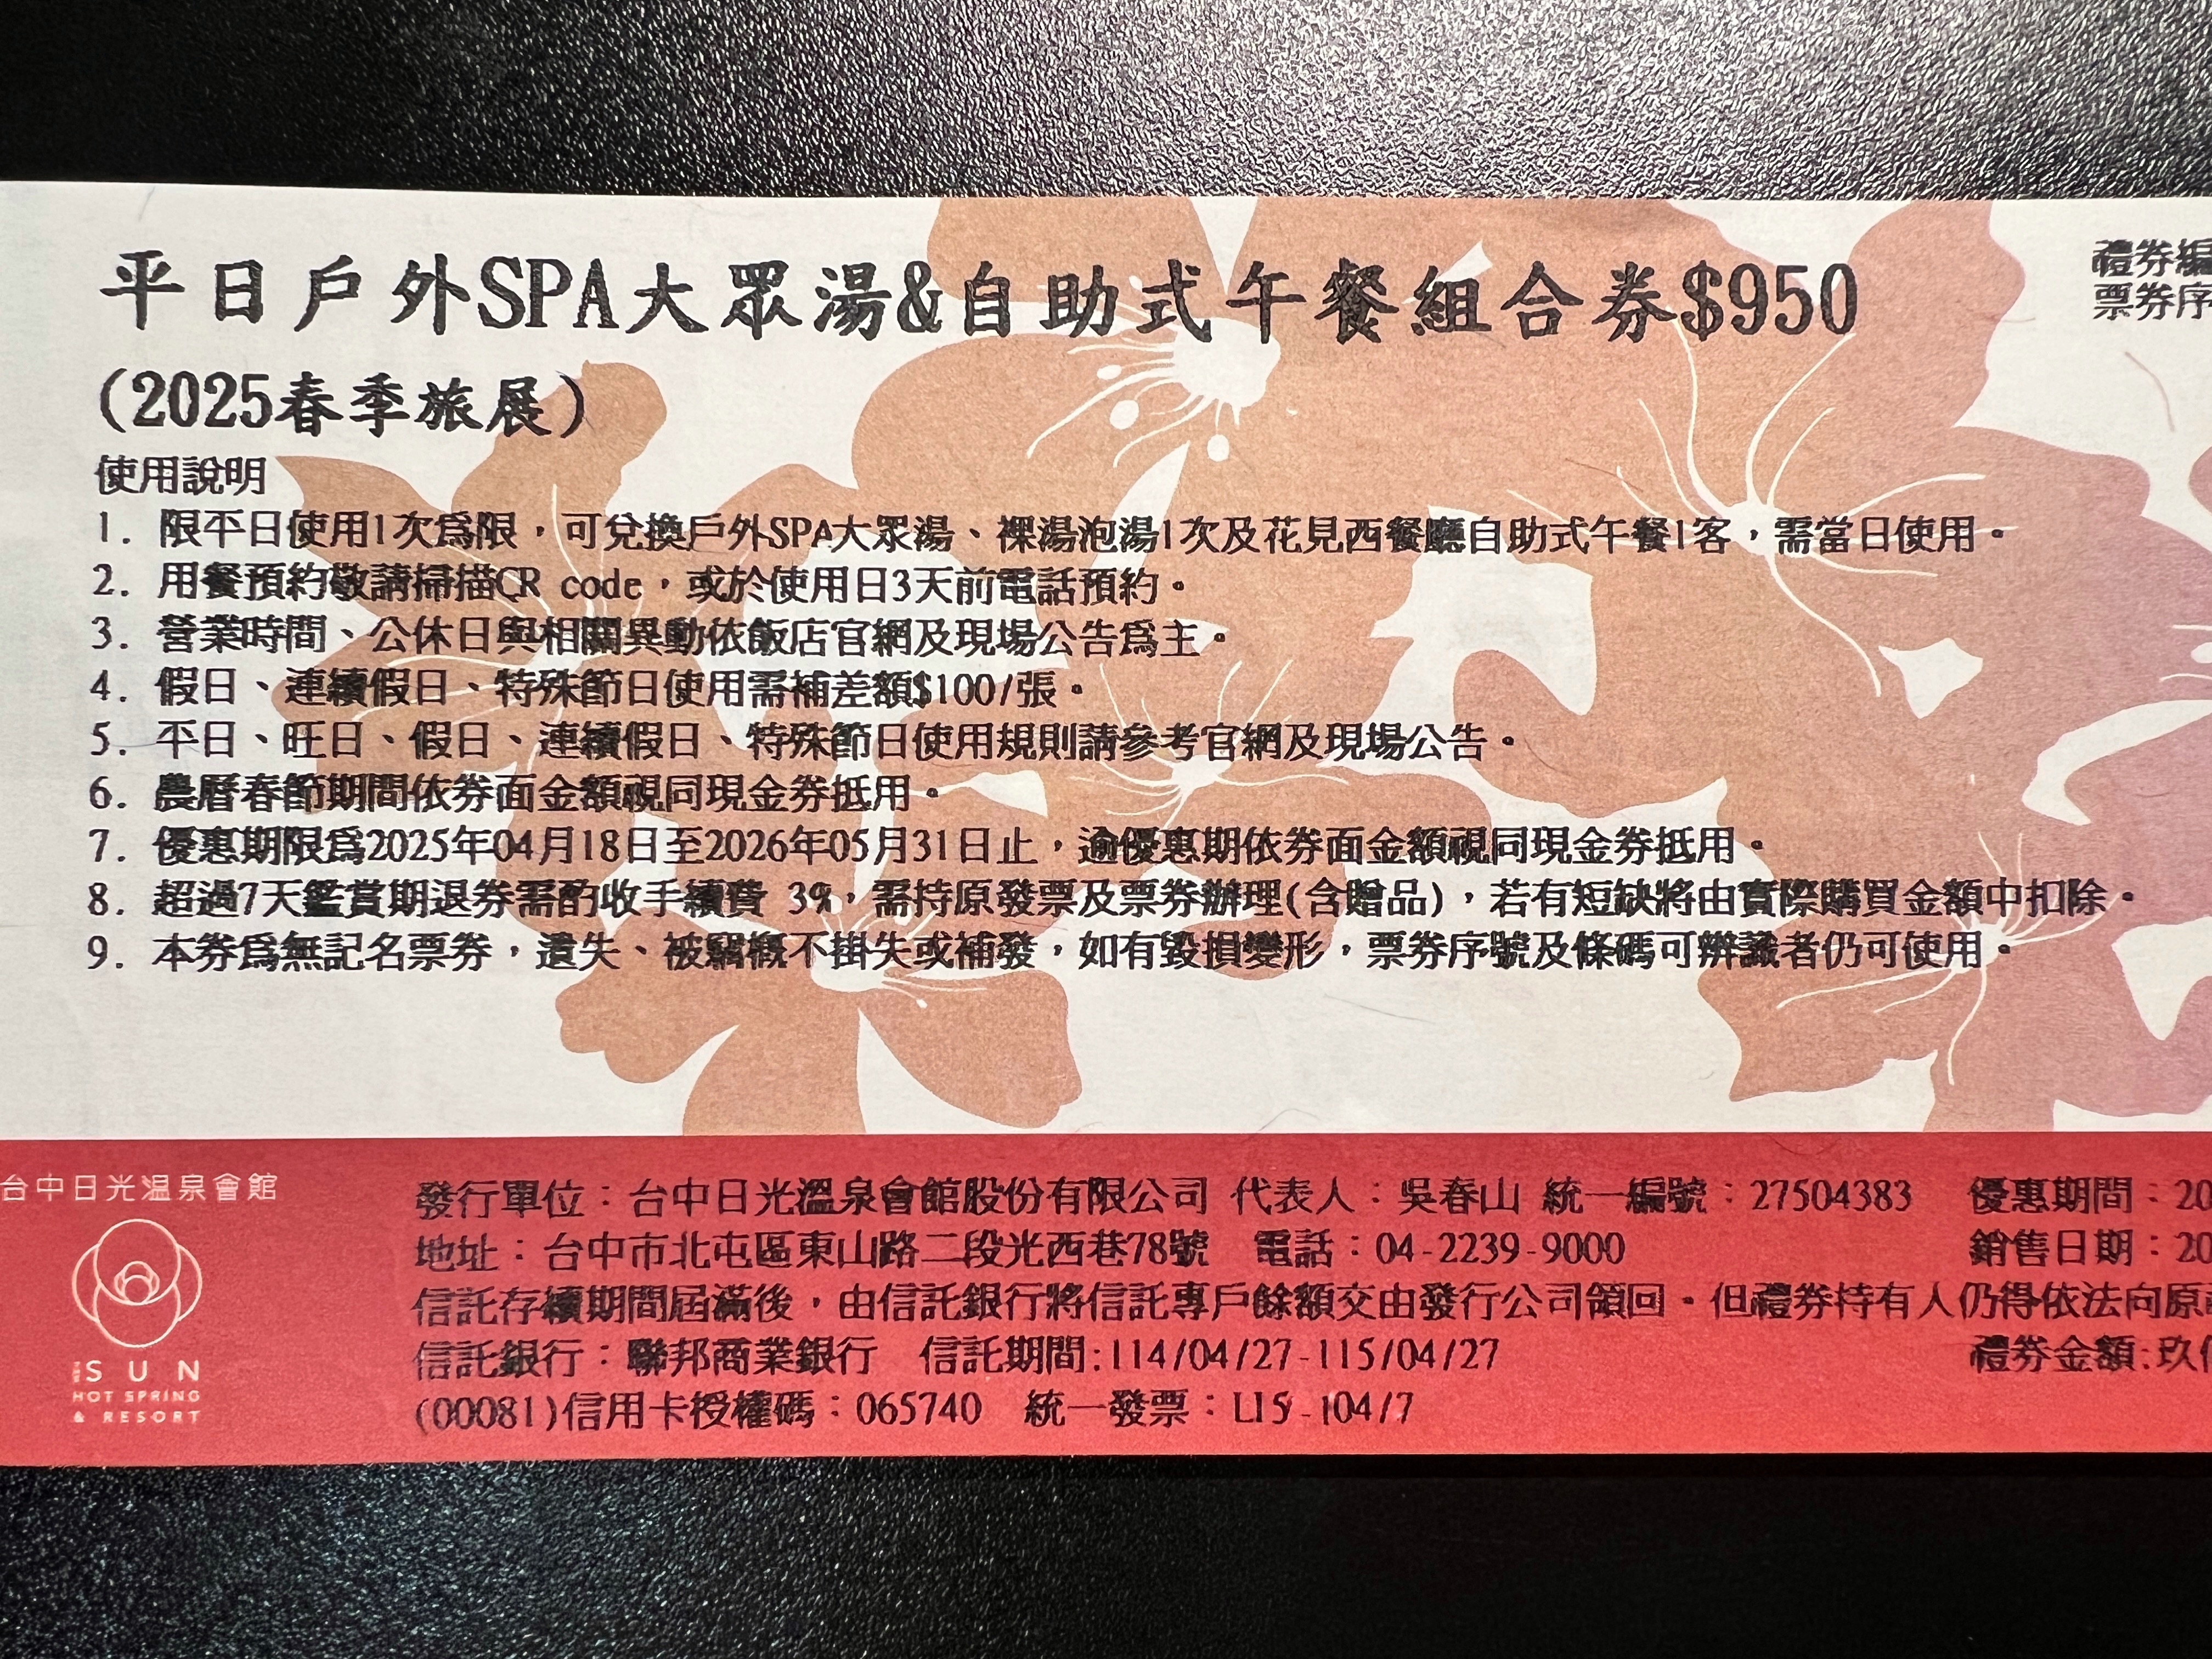 平日戶外SPA大眾湯&自助式午餐組合券$950
禮券編
票券序
(2025春季旅展)
使用說明
1. 限平日使用1次為限，可兌換戶外SPA大眾湯、裸湯泡湯1次及花見西餐廳自助式午餐1客，需當日使用。
2. 用餐預約敬請掃描QR code，或於使用日3天前電話預約。
3. 營業時間、公休日與相關異動依飯店官網及現場公告為主。
4. 假日、連續假日、特殊節日使用需補差額$100/張。
5. 平日、旺日、假日、連續假日、特殊節日使用規則請參考官網及現場公告。
6. 農曆春節期間依券面金額視同現金券抵用。
7. 優惠期限為2025年04月18日至2026年05月31日止，逾優惠期依券面金額視同現金券抵用。
8. 超過7天鑑賞期退券需酌收手續費 3%，需持原發票及票券辦理(含贈品)，若有短缺將由實際購買金額中扣除。
9. 本券為無記名票券，遺失、被竊概不掛失或補發，如有毀損變形，票券序號及條碼可辨識者仍可使用。
台中日光溫泉會館
THE SUN
HOT SPRING
& RESORT
發行單位：台中日光溫泉會館股份有限公司 代表人：吳春山 統一編號：27504383 優惠期間：20
地址：台中市北屯區東山路二段光西巷78號 電話：04-2239-9000 銷售日期：20
信託存續期間屆滿後，由信託銀行將信託專戶餘額交由發行公司領回。但禮券持有人仍得依法向原
信託銀行：聯邦商業銀行 信託期間:114/04/27-115/04/27 禮券金額:玖
(00081)信用卡授權碼：065740 統一發票：